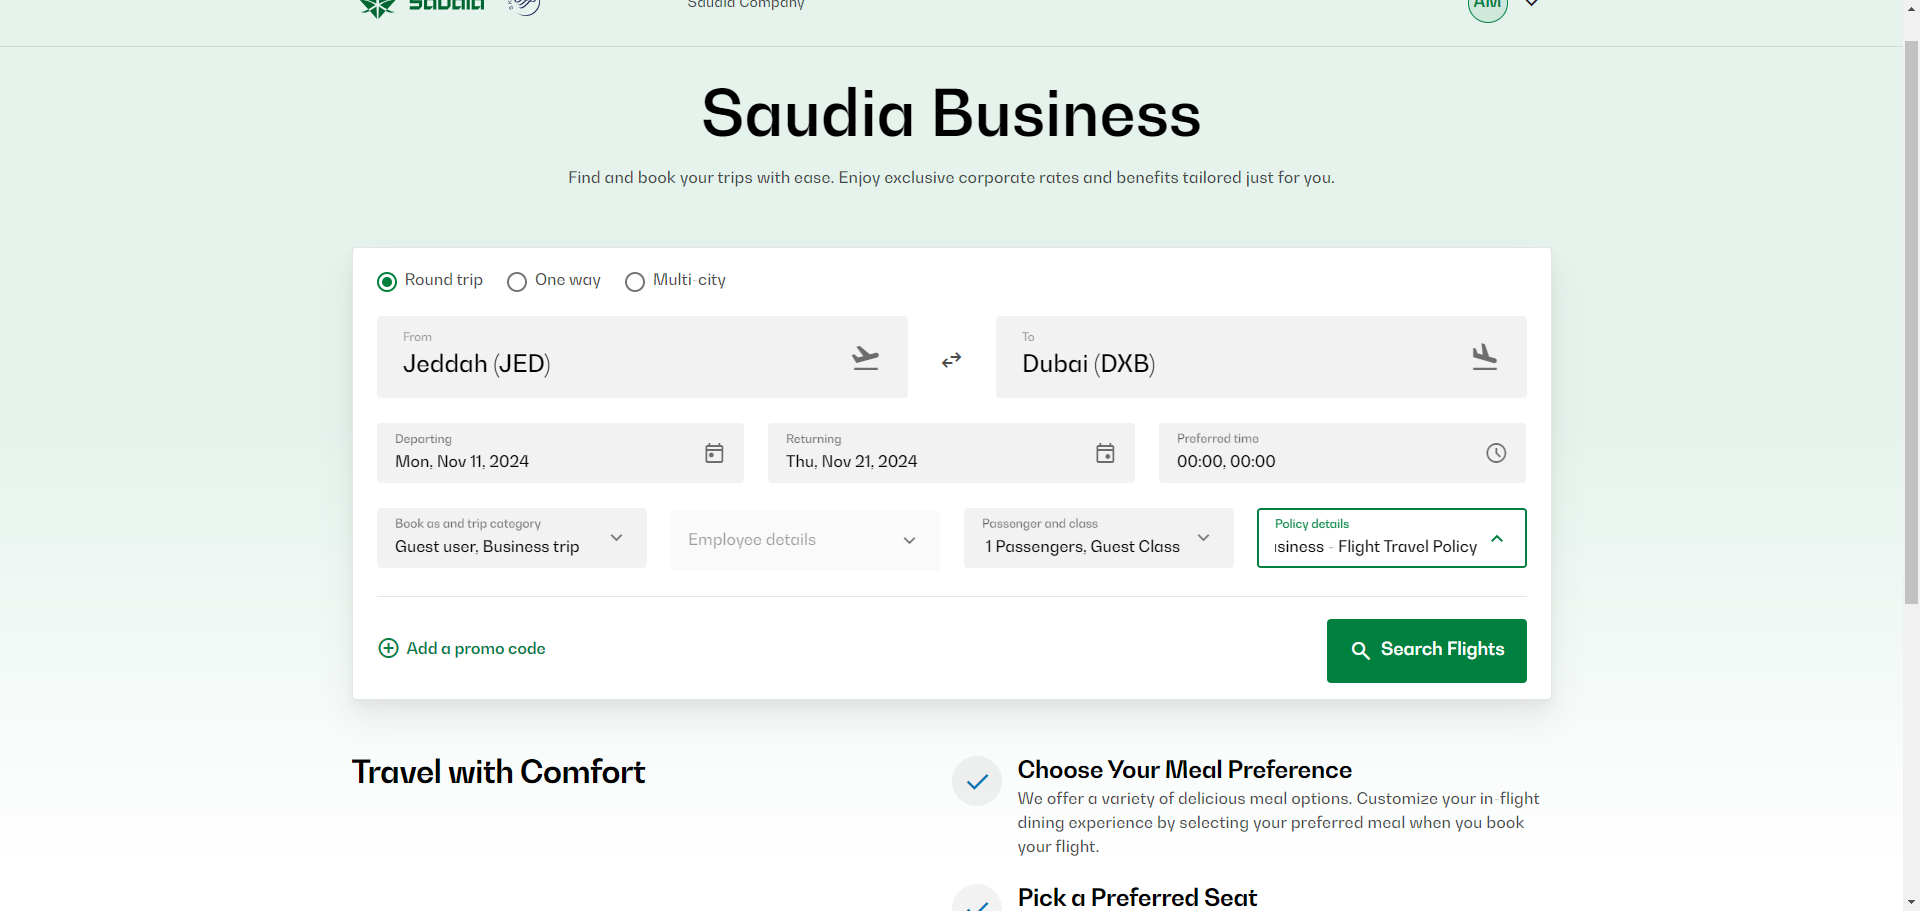 saudia
Saudia Company
AM
Saudia Business
Find and book your trips with ease. Enjoy exclusive corporate rates and benefits tailored just for you.
Round trip
One way
Multi-city
From
Jeddah (JED)
To
Dubai (DXB)
Departing
Mon, Nov 11, 2024
Returning
Thu, Nov 21, 2024
Preferred time
00:00, 00:00
Book as and trip category
Guest user, Business trip
Employee details
Passenger and class
1 Passengers, Guest Class
Policy details
siness - Flight Travel Policy
Add a promo code
Search Flights
Travel with Comfort
Choose Your Meal Preference
We offer a variety of delicious meal options. Customize your in-flight
dining experience by selecting your preferred meal when you book
your flight.
Pick a Preferred Seat